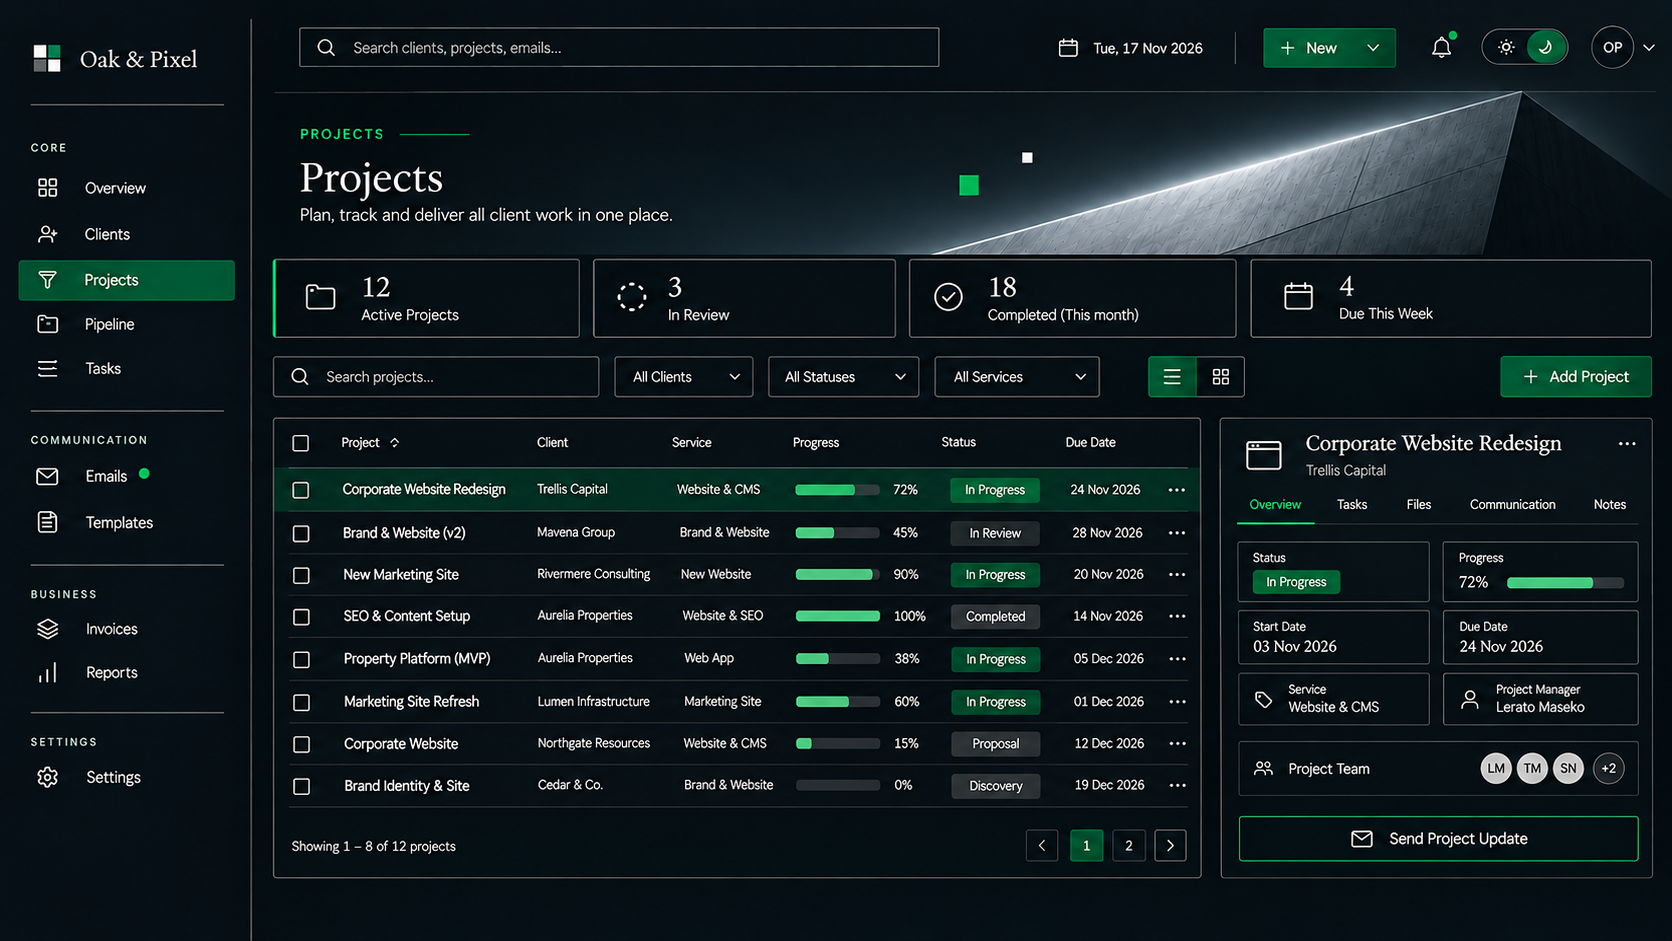 Oak & Pixel
Search clients, projects, emails...
Tue, 17 Nov 2026
New
OP
CORE
Overview
Clients
Projects
Pipeline
Tasks
COMMUNICATION
Emails
Templates
BUSINESS
Invoices
Reports
SETTINGS
Settings
PROJECTS
Projects
Plan, track and deliver all client work in one place.
12
Active Projects
3
In Review
18
Completed (This month)
4
Due This Week
Search projects...
All Clients
All Statuses
All Services
Add Project
Project Client Service Progress Status Due Date
Corporate Website Redesign Trellis Capital Website & CMS 72% In Progress 24 Nov 2026
Brand & Website (v2) Mavena Group Brand & Website 45% In Review 28 Nov 2026
New Marketing Site Rivermere Consulting New Website 90% In Progress 20 Nov 2026
SEO & Content Setup Aurelia Properties Website & SEO 100% Completed 14 Nov 2026
Property Platform (MVP) Aurelia Properties Web App 38% In Progress 05 Dec 2026
Marketing Site Refresh Lumen Infrastructure Marketing Site 60% In Progress 01 Dec 2026
Corporate Website Northgate Resources Website & CMS 15% Proposal 12 Dec 2026
Brand Identity & Site Cedar & Co. Brand & Website 0% Discovery 19 Dec 2026
Showing 1 – 8 of 12 projects
1 2
Corporate Website Redesign
Trellis Capital
Overview Tasks Files Communication Notes
Status
In Progress
Progress
72%
Start Date
03 Nov 2026
Due Date
24 Nov 2026
Service
Website & CMS
Project Manager
Lerato Maseko
Project Team
LM TM SN +2
Send Project Update